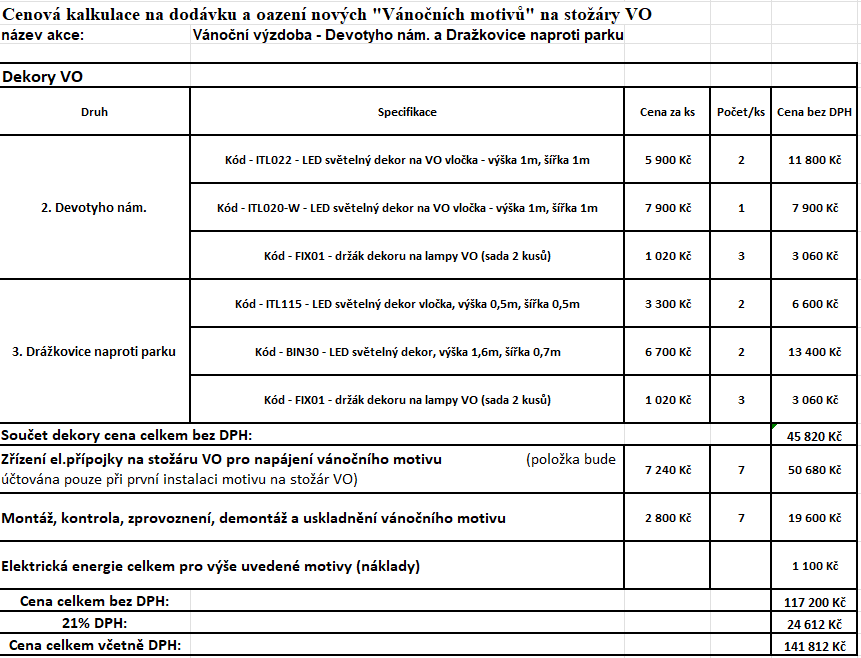 Cenová kalkulace na dodávku a oazení nových "Vánočních motivů" na stožáry VO
název akce: Vánoční výzdoba - Devotyho nám. a Dražkovice naproti parku
Dekory VO
Druh Specifikace Cena za ks Počet/ks Cena bez DPH
2. Devotyho nám.
Kód - ITL022 - LED světelný dekor na VO vločka - výška 1m, šířka 1m 5 900 Kč 2 11 800 Kč
Kód - ITL020-W - LED světelný dekor na VO vločka - výška 1m, šířka 1m 7 900 Kč 1 7 900 Kč
Kód - FIX01 - držák dekoru na lampy VO (sada 2 kusů) 1 020 Kč 3 3 060 Kč
3. Drážkovice naproti parku
Kód - ITL115 - LED světelný dekor vločka, výška 0,5m, šířka 0,5m 3 300 Kč 2 6 600 Kč
Kód - BIN30 - LED světelný dekor, výška 1,6m, šířka 0,7m 6 700 Kč 2 13 400 Kč
Kód - FIX01 - držák dekoru na lampy VO (sada 2 kusů) 1 020 Kč 3 3 060 Kč
Součet dekory cena celkem bez DPH: 45 820 Kč
Zřízení el.přípojky na stožáru VO pro napájení vánočního motivu (položka bude
účtována pouze při první instalaci motivu na stožár VO) 7 240 Kč 7 50 680 Kč
Montáž, kontrola, zprovoznení, demontáž a uskladnění vánočního motivu 2 800 Kč 7 19 600 Kč
Elektrická energie celkem pro výše uvedené motivy (náklady) 1 100 Kč
Cena celkem bez DPH: 117 200 Kč
21% DPH: 24 612 Kč
Cena celkem včetně DPH: 141 812 Kč